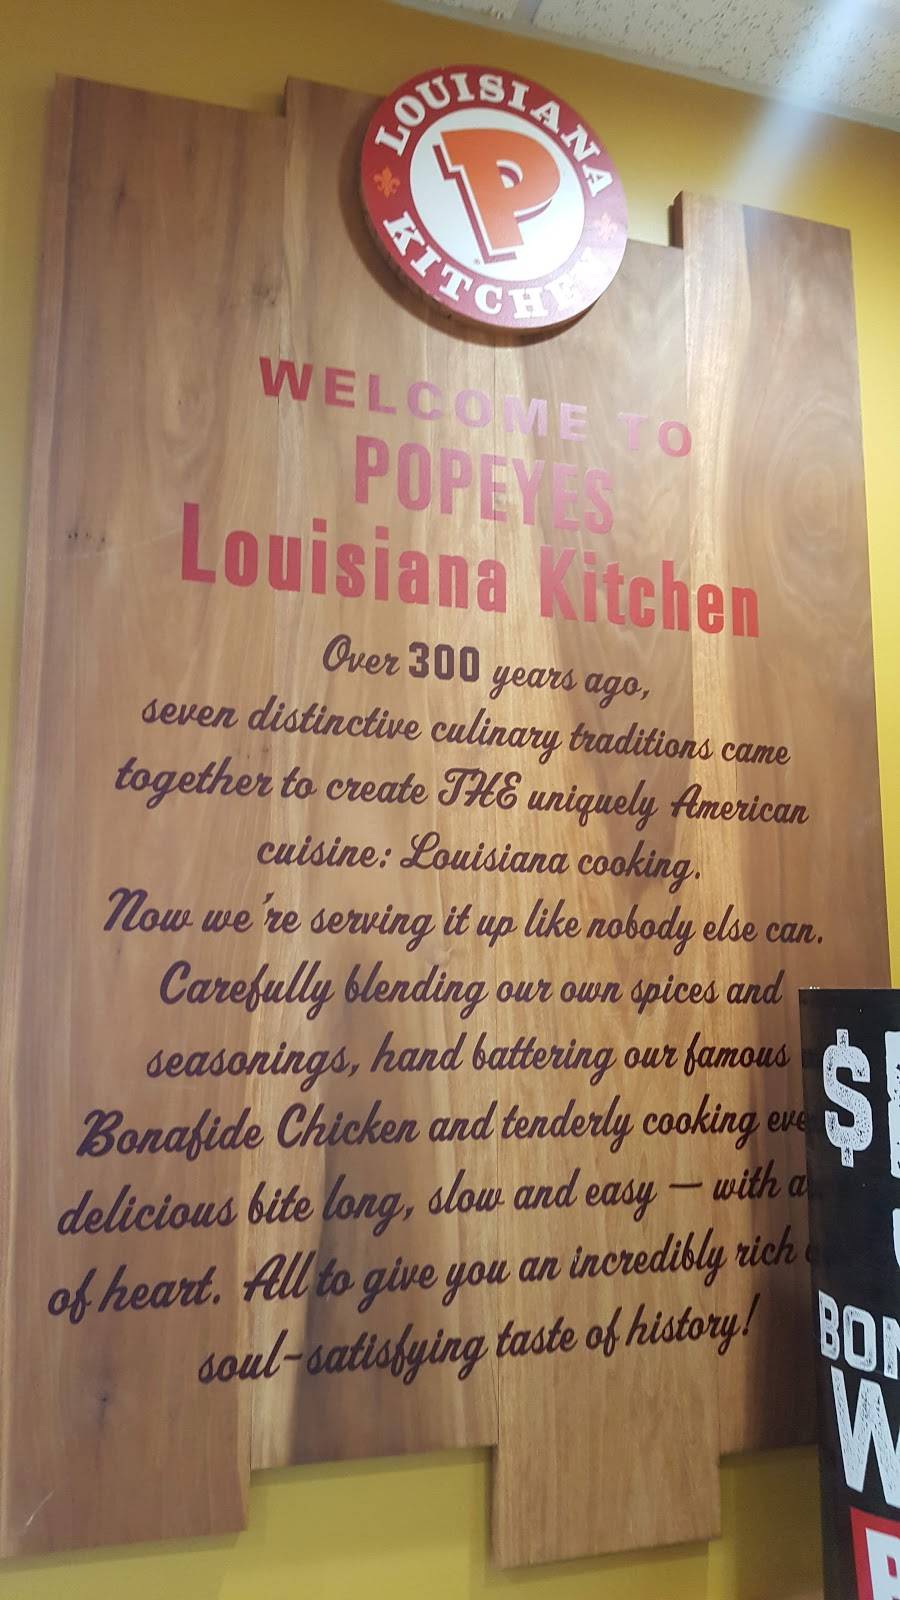 LOUISIANA
P
KITCHEN
WELCOME TO
POPEYES
Louisiana Kitchen
Over 300 years ago,
seven distinctive culinary traditions came
together to create THE uniquely American
cuisine: Louisiana cooking.
Now we're serving it up like nobody else can.
Carefully blending our own spices and
seasonings, hand battering our famous
Bonafide Chicken and tenderly cooking eve
delicious bite long, slow and easy — with a
of heart. All to give you an incredibly rich
soul-satisfying taste of history!
$
BON
W